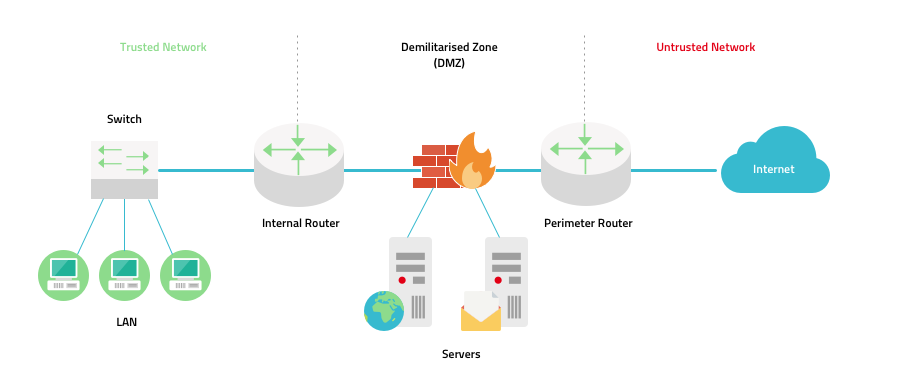 Trusted Network
Demilitarised Zone
(DMZ)
Untrusted Network
Switch
Internet
Internal Router
Perimeter Router
LAN
Servers